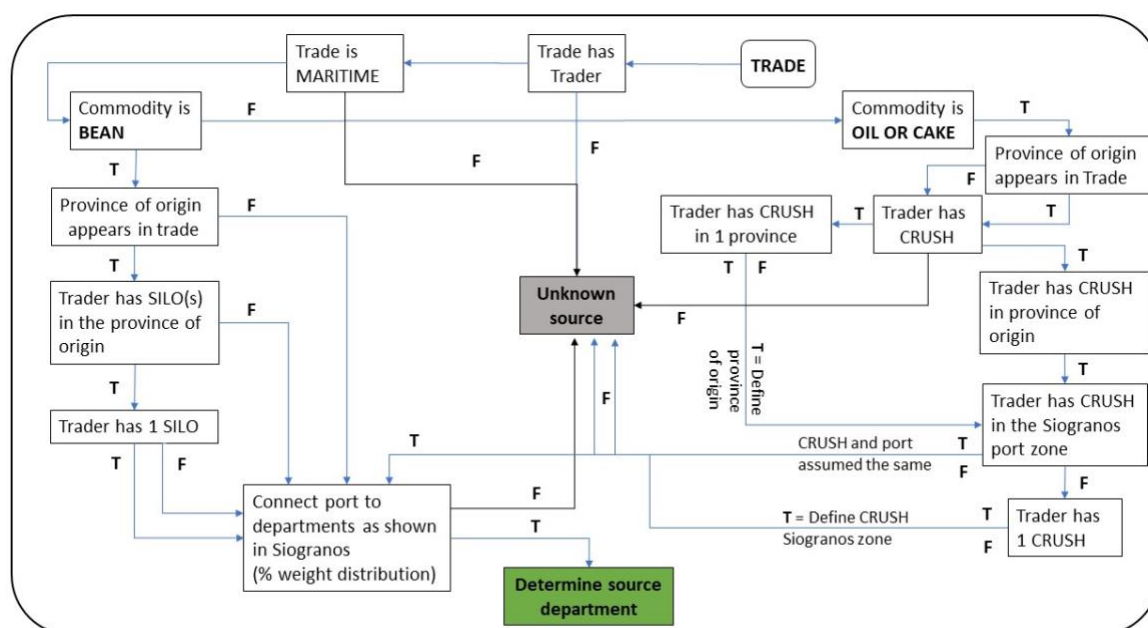 Trade is
MARITIME
Trade has
Trader
TRADE
Commodity is
BEAN
F
Commodity is
OIL OR CAKE
T
T
F
F
Province of origin
appears in Trade
F
T
Province of origin
appears in trade
F
Trader has CRUSH
in 1 province
T
Trader has
CRUSH
T
T
F
T
Trader has SILO(s)
in the province of
origin
F
Unknown
source
F
Trader has CRUSH
in province of
origin
T = Define
province
of origin
T
T
F
Trader has 1 SILO
Trader has CRUSH
in the Siogranos
port zone
T
CRUSH and port
assumed the same
T
F
T
F
F
Connect port to
departments as shown
in Siogranos
(% weight distribution)
F
T
T = Define CRUSH
Siogranos zone
T
F
Trader has
1 CRUSH
Determine source
department